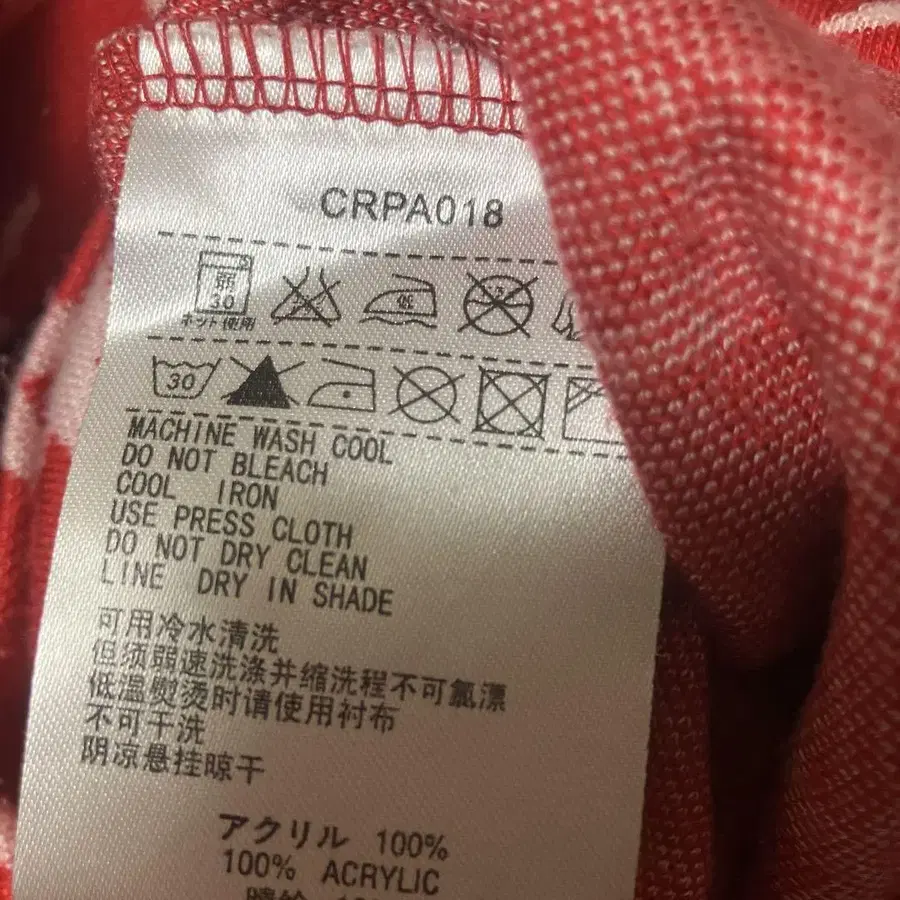 CRPA018
弱
30
ネット使用
低
30
MACHINE WASH COOL
DO NOT BLEACH
COOL IRON
USE PRESS CLOTH
DO NOT DRY CLEAN
LINE DRY IN SHADE
可用冷水清洗
但须弱速洗涤并缩洗程不可氯漂
低温熨烫时请使用衬布
不可干洗
阴凉悬挂晾干
アクリル 100%
100% ACRYLIC